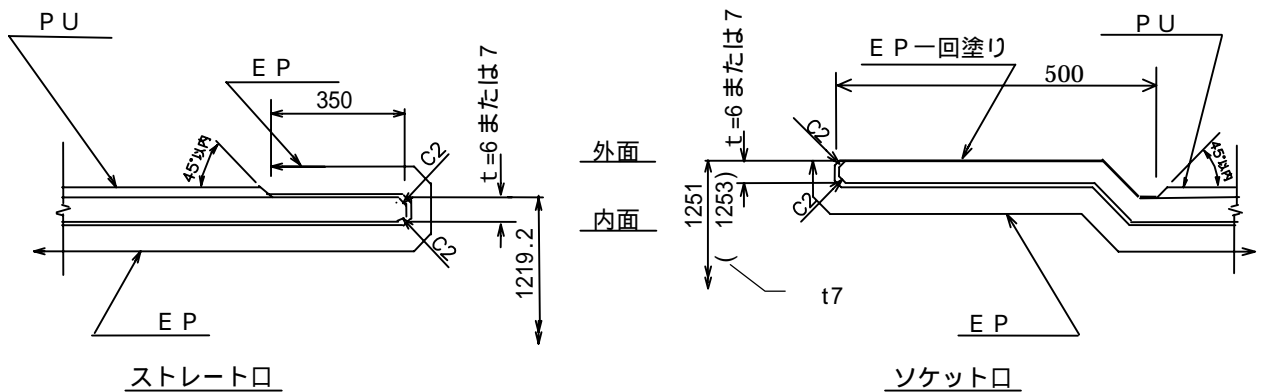 ＰＵ
ＥＰ
350
45°以内
C2
t=6 または 7
C2
1219.2
ＥＰ
ストレート口
外面
内面
t=6 または 7
ＥＰ一回塗り
500
ＰＵ
C2
45°以内
C2
1251
(1253)
t7
ＥＰ
ソケット口